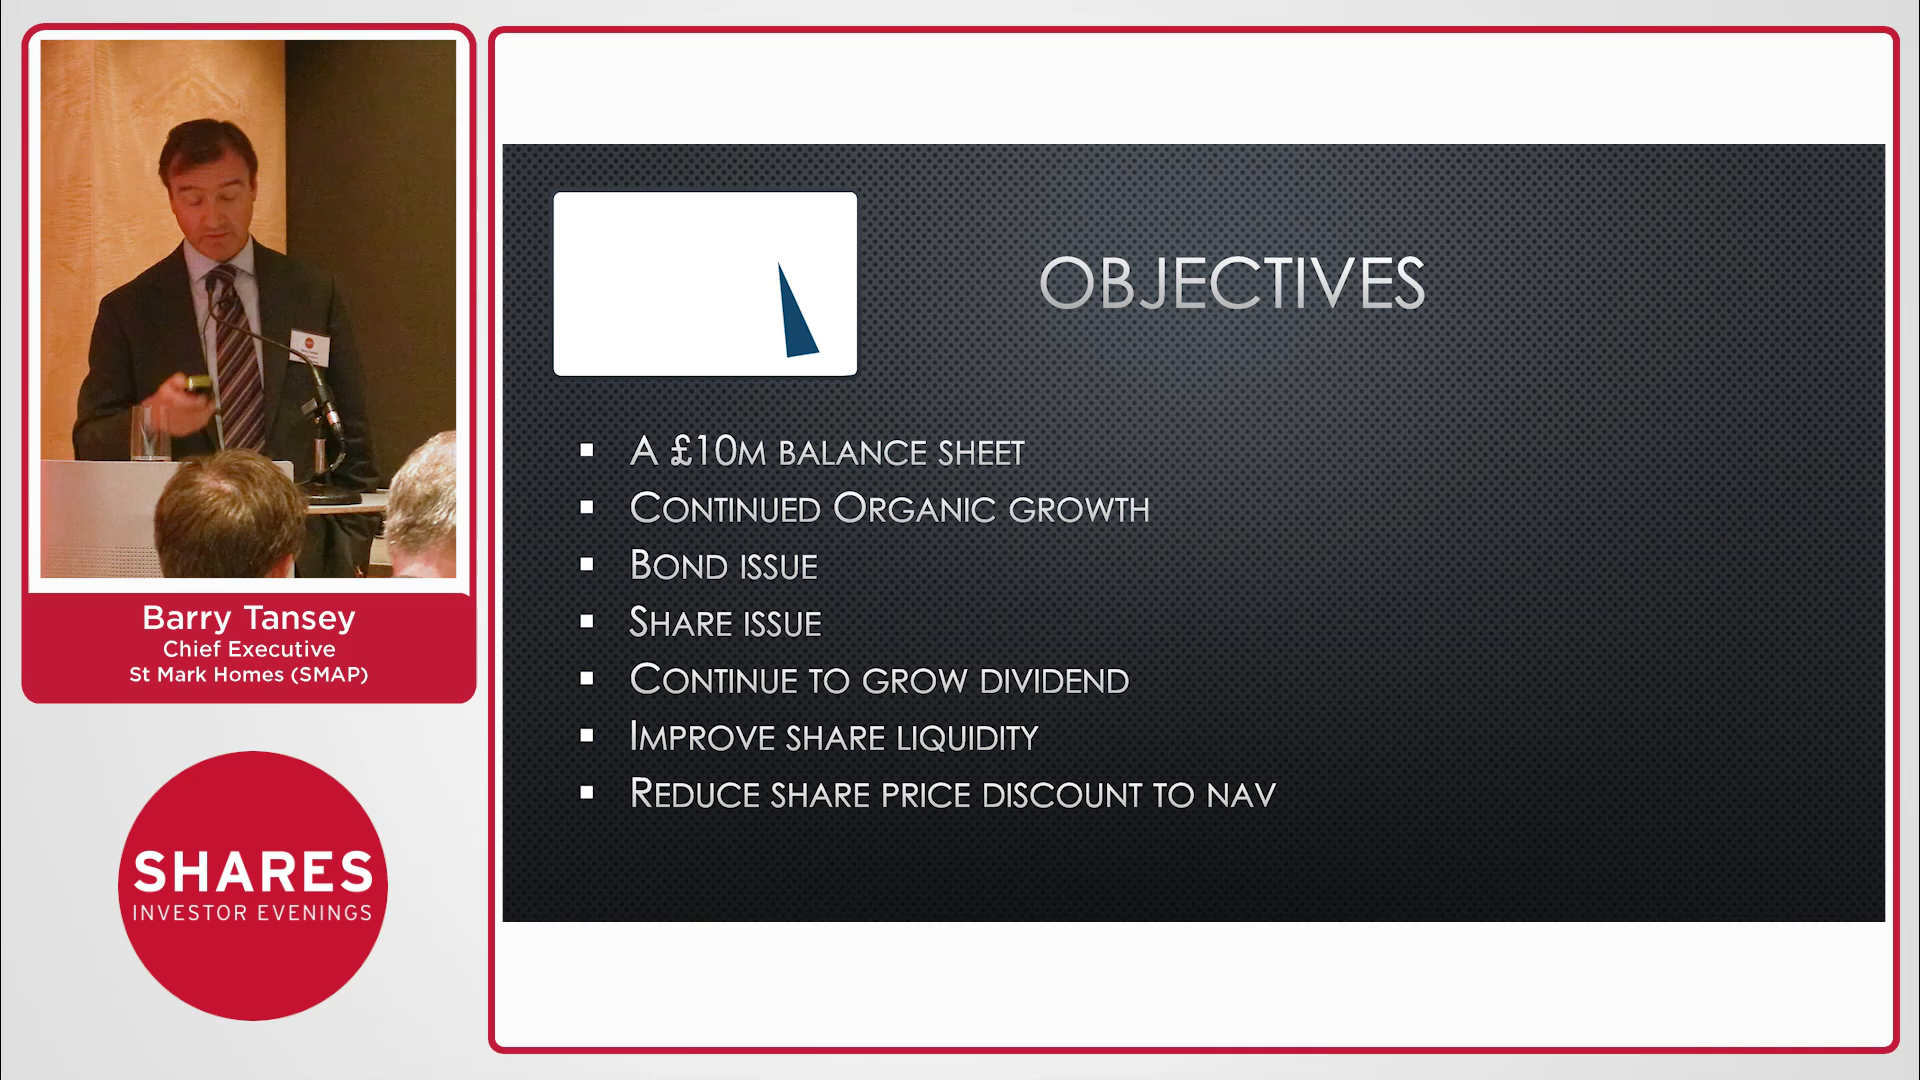 Barry Tansey
Chief Executive
St Mark Homes (SMAP)
SHARES
INVESTOR EVENINGS
OBJECTIVES
A £10M BALANCE SHEET
CONTINUED ORGANIC GROWTH
BOND ISSUE
SHARE ISSUE
CONTINUE TO GROW DIVIDEND
IMPROVE SHARE LIQUIDITY
REDUCE SHARE PRICE DISCOUNT TO NAV